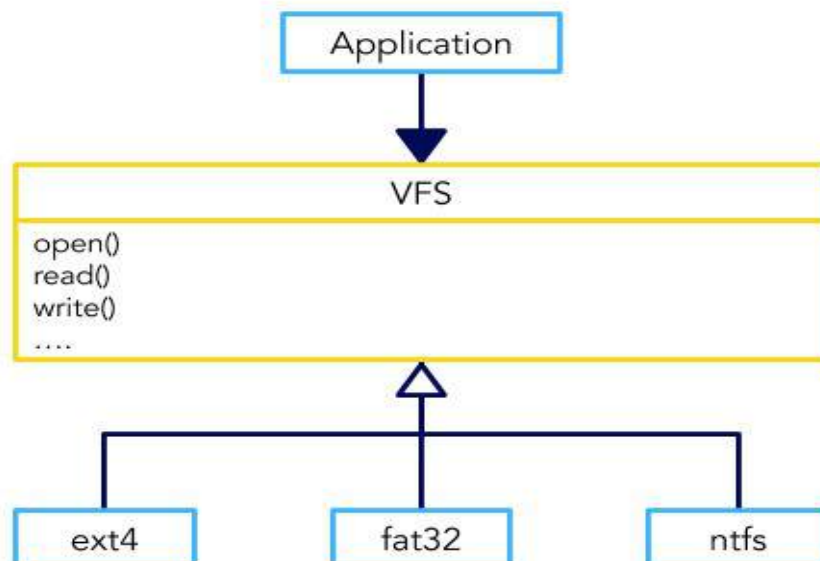 Application
VFS
open()
read()
write()
....
ext4
fat32
ntfs